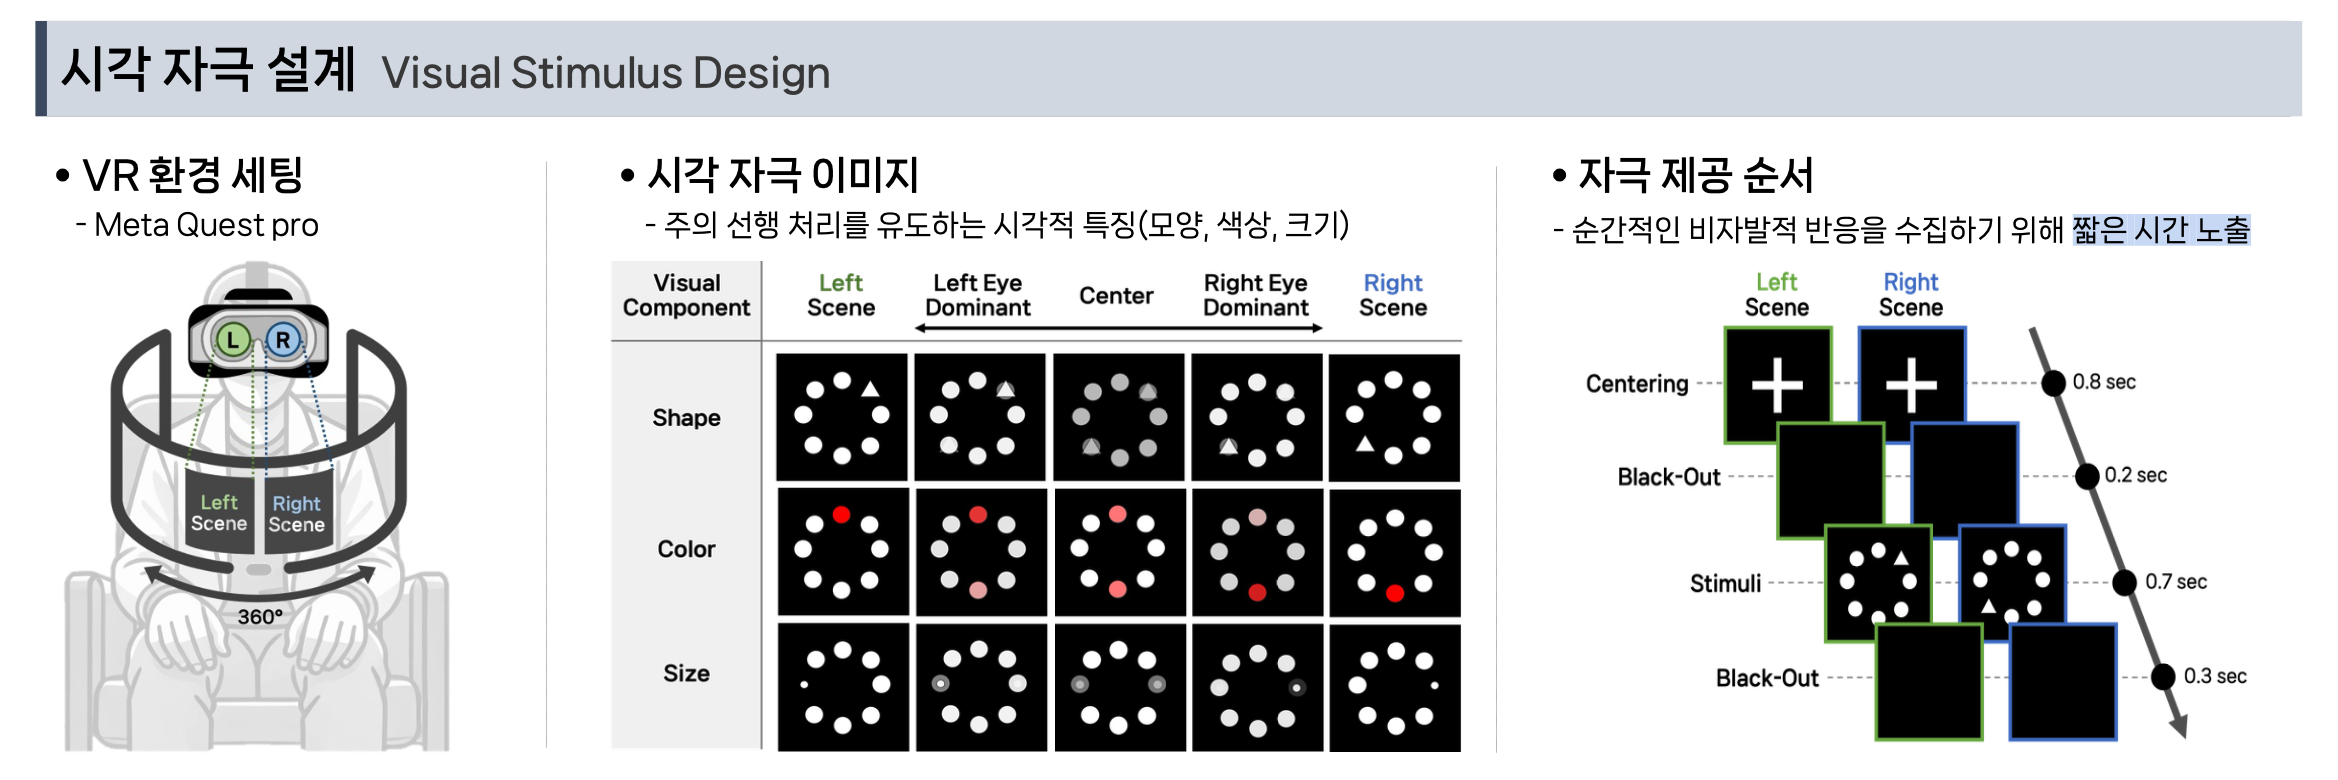 시각 자극 설계 Visual Stimulus Design
• VR 환경 세팅
- Meta Quest pro
L R
Left Scene
Right Scene
360°
• 시각 자극 이미지
- 주의 선행 처리를 유도하는 시각적 특징(모양, 색상, 크기)
Visual Component
Left Scene
Left Eye Dominant
Center
Right Eye Dominant
Right Scene
Shape
Color
Size
• 자극 제공 순서
- 순간적인 비자발적 반응을 수집하기 위해 짧은 시간 노출
Left Scene
Right Scene
Centering 0.8 sec
Black-Out 0.2 sec
Stimuli 0.7 sec
Black-Out 0.3 sec